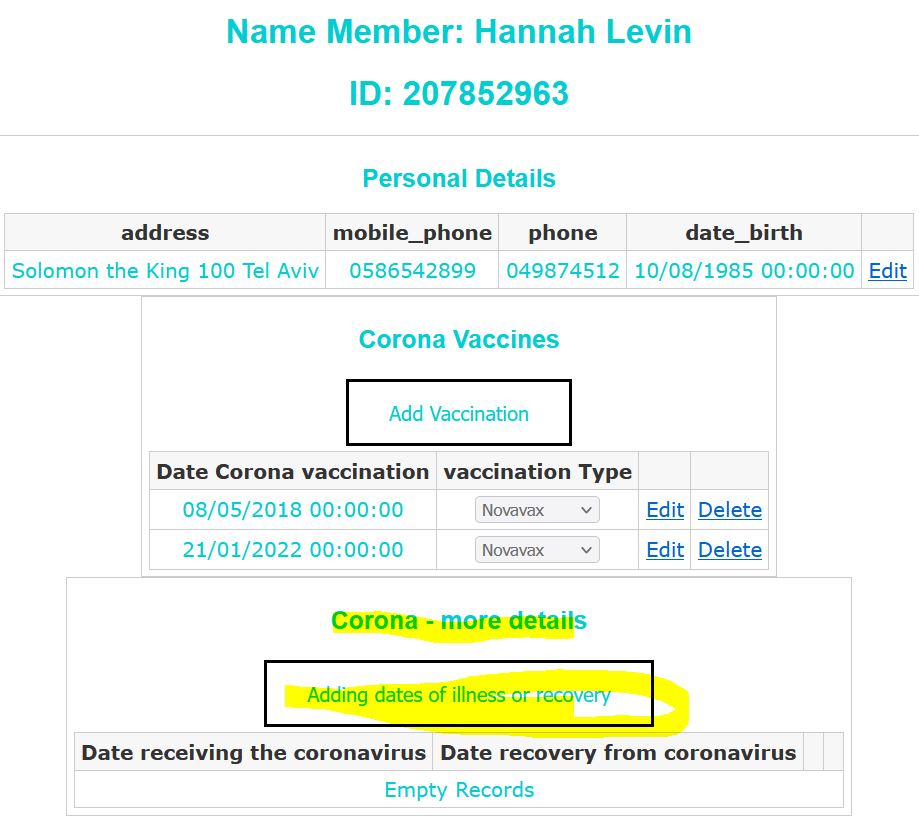 Name Member: Hannah Levin
ID: 207852963
Personal Details
address mobile_phone phone date_birth
Solomon the King 100 Tel Aviv 0586542899 049874512 10/08/1985 00:00:00 Edit
Corona Vaccines
Add Vaccination
Date Corona vaccination vaccination Type
08/05/2018 00:00:00 Novavax Edit Delete
21/01/2022 00:00:00 Novavax Edit Delete
Corona - more details
Adding dates of illness or recovery
Date receiving the coronavirus Date recovery from coronavirus
Empty Records